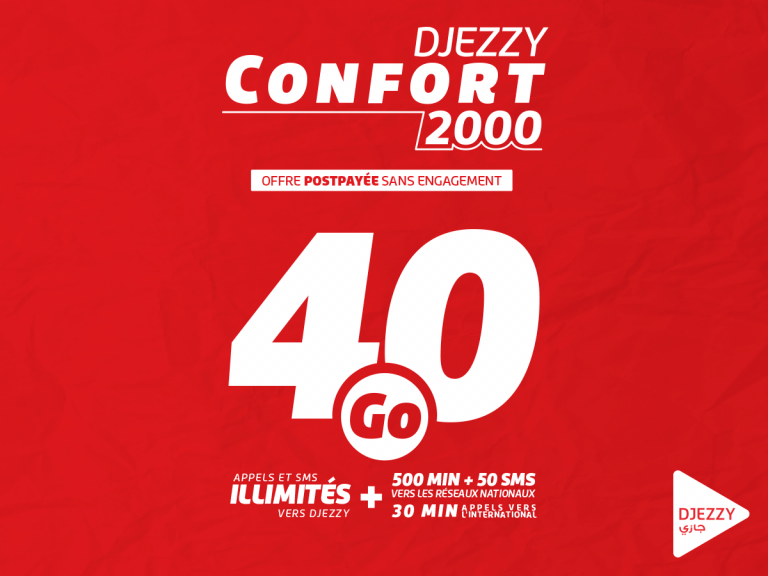 DJEZZY
CONFORT
2000
OFFRE POSTPAYÉE SANS ENGAGEMENT
40
Go
APPELS ET SMS
ILLIMITÉS
VERS DJEZZY
+
500 MIN + 50 SMS
VERS LES RÉSEAUX NATIONAUX
30 MIN APPELS VERS L'INTERNATIONAL
DJEZZY
جازي